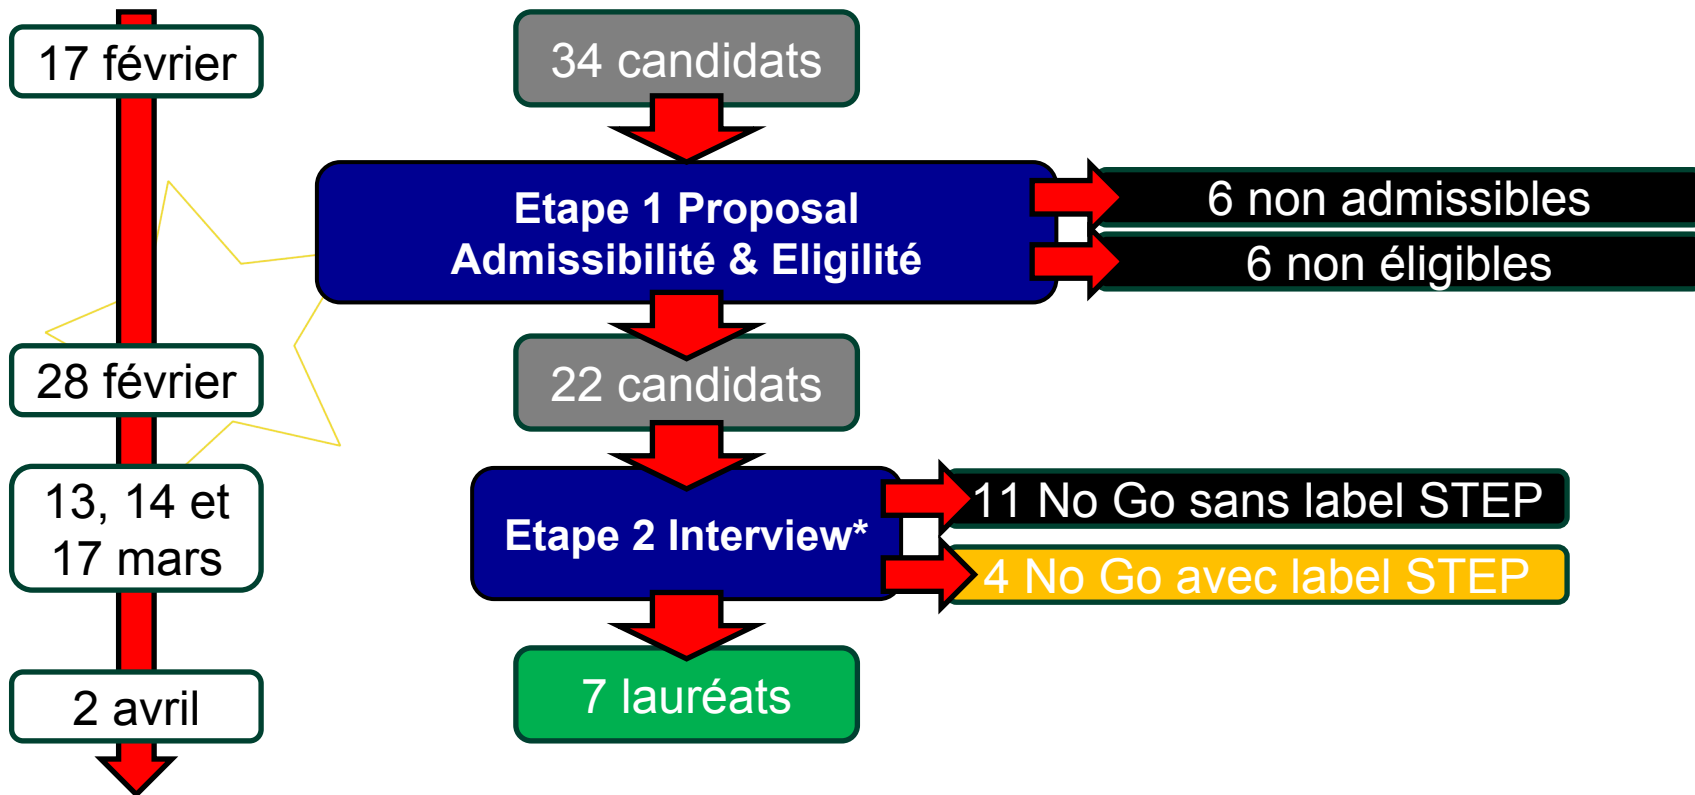 17 février
34 candidats
Etape 1 Proposal
Admissibilité & Eligilité
6 non admissibles
6 non éligibles
28 février
22 candidats
13, 14 et
17 mars
Etape 2 Interview*
11 No Go sans label STEP
4 No Go avec label STEP
2 avril
7 lauréats